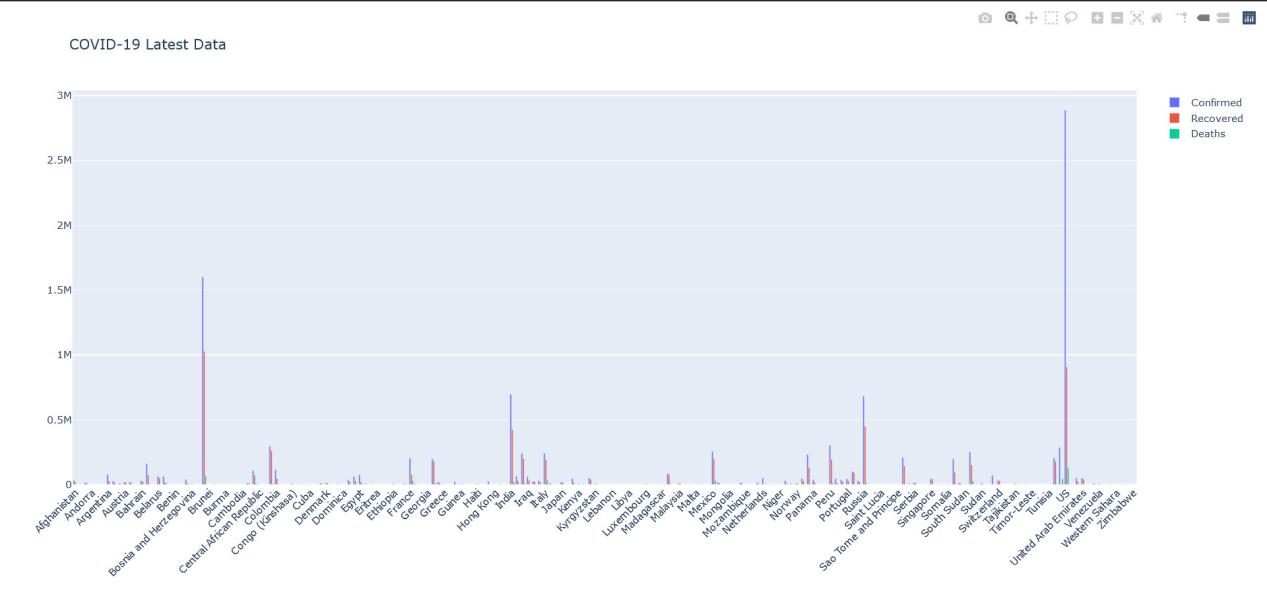 COVID-19 Latest Data
3M
2.5M
2M
1.5M
1M
0.5M
0
Confirmed
Recovered
Deaths
Afghanistan
Andorra
Argentina
Austria
Bahrain
Belarus
Benin
Bosnia and Herzegovina
Brunei
Burma
Cambodia
Central African Republic
Colombia
Congo (Kinshasa)
Cuba
Denmark
Dominica
Egypt
Eritrea
Ethiopia
France
Georgia
Greece
Guinea
Haiti
Hong Kong
India
Iraq
Italy
Japan
Kenya
Kyrgyzstan
Lebanon
Libya
Luxembourg
Madagascar
Malaysia
Malta
Mexico
Mongolia
Mozambique
Netherlands
Niger
Norway
Panama
Peru
Portugal
Russia
Saint Lucia
Sao Tome and Principe
Serbia
Singapore
Somalia
South Sudan
Sudan
Switzerland
Tajikistan
Timor-Leste
Tunisia
US
United Arab Emirates
Venezuela
Western Sahara
Zimbabwe